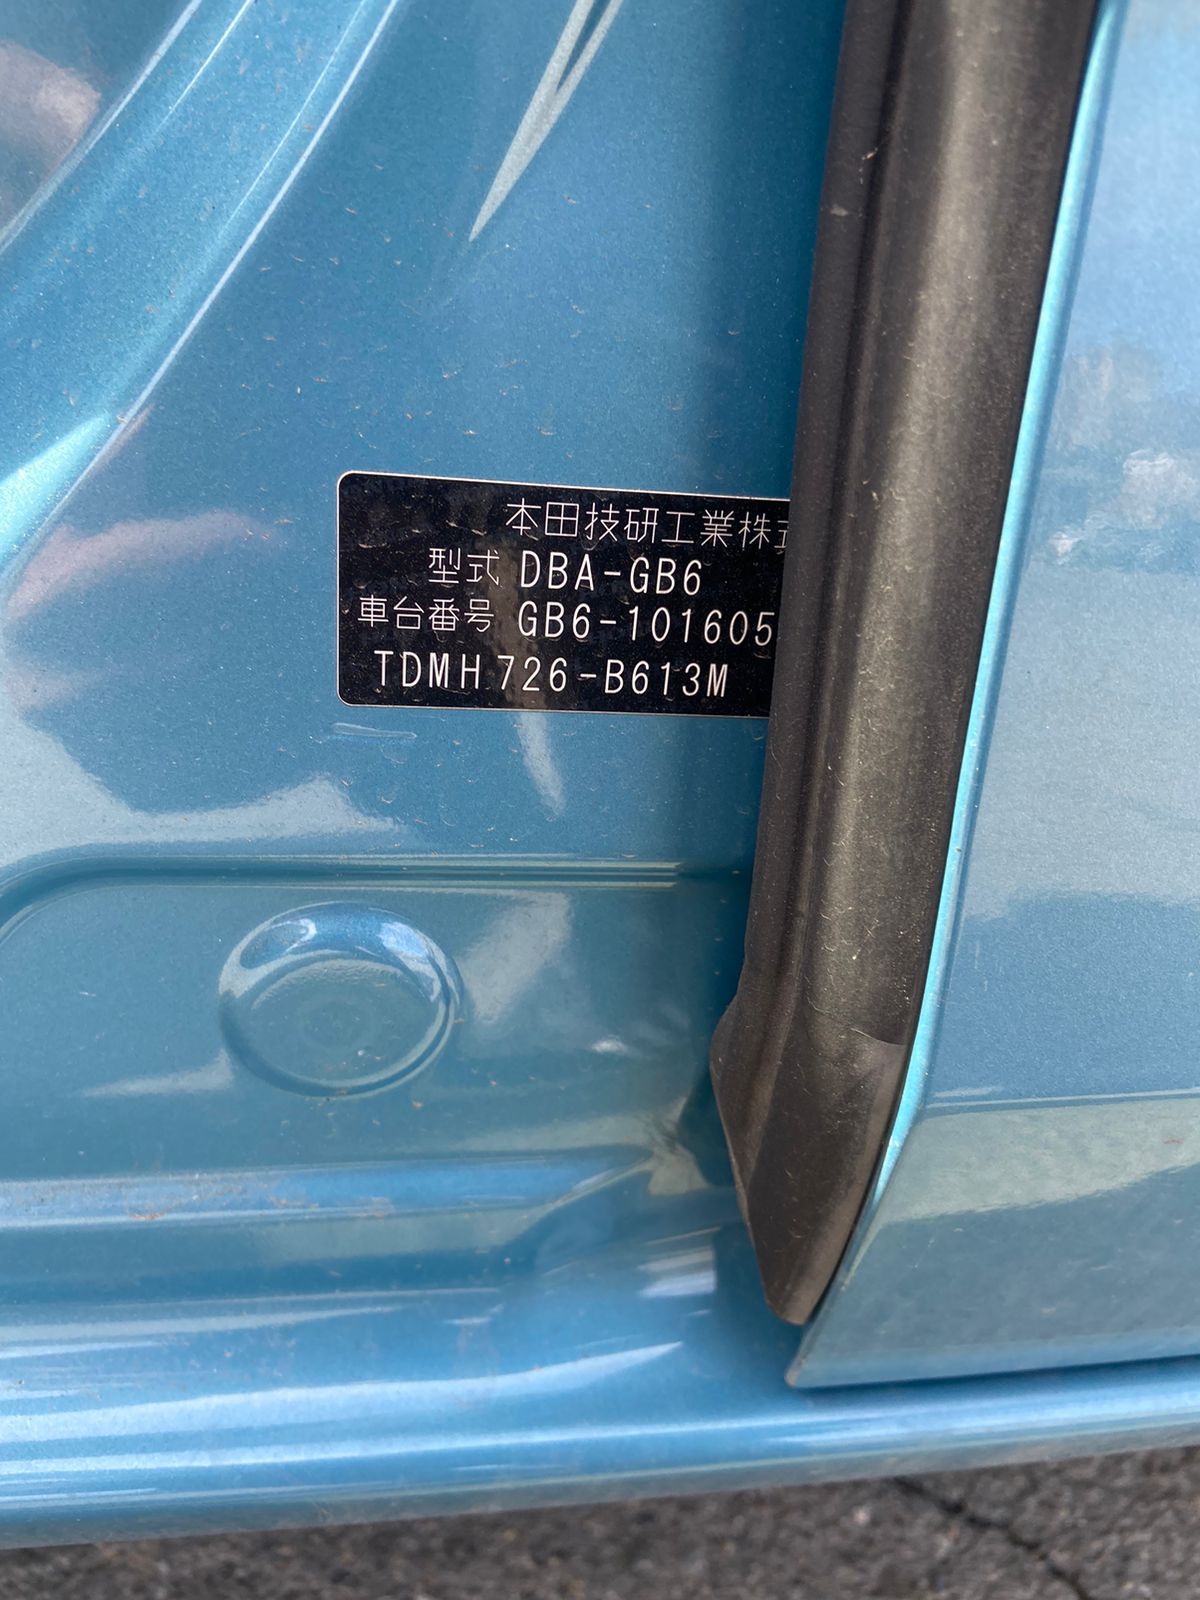 本田技研工業株
型式 DBA-GB6
車台番号 GB6-101605
TDMH 726-B613M